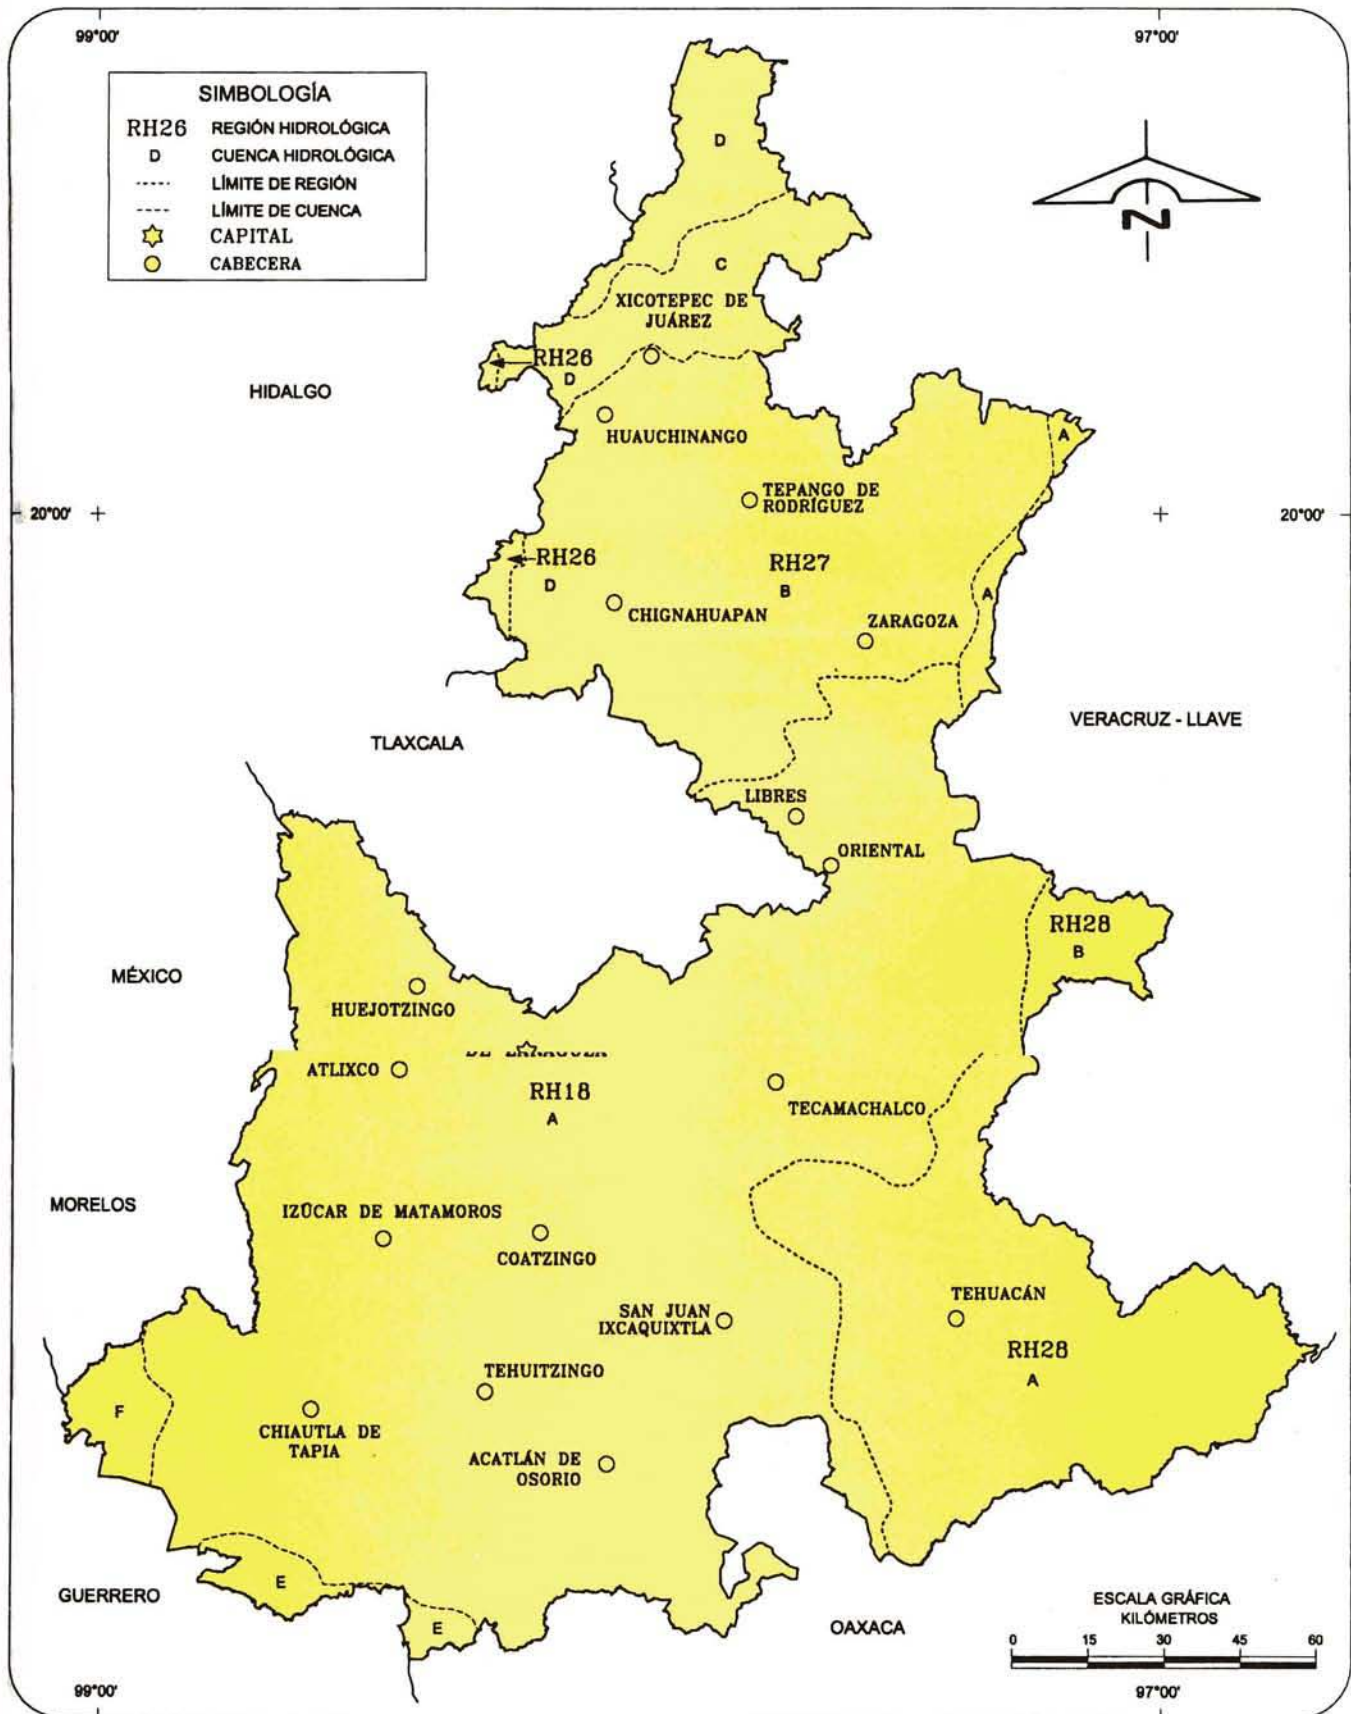 99°00'
97°00'
SIMBOLOGÍA
RH26 REGIÓN HIDROLÓGICA
D CUENCA HIDROLÓGICA
LÍMITE DE REGIÓN
LÍMITE DE CUENCA
CAPITAL
CABECERA
N
D
C
XICOTEPEC DE
JUÁREZ
RH26
D
HIDALGO
HUAUCHINANGO
A
TEPANGO DE
RODRÍGUEZ
20°00'
20°00'
RH26
D
RH27
B
A
CHIGNAHUAPAN
ZARAGOZA
VERACRUZ - LLAVE
TLAXCALA
LIBRES
ORIENTAL
RH28
B
MÉXICO
HUEJOTZINGO
DE
ATLIXCO
RH18
A
TECAMACHALCO
MORELOS
IZÚCAR DE MATAMOROS
COATZINGO
TEHUACÁN
SAN JUAN
IXCAQUIXTLA
RH28
A
TEHUITZINGO
F
CHIAUTLA DE
TAPIA
ACATLÁN DE
OSORIO
E
GUERRERO
E
OAXACA
ESCALA GRÁFICA
KILÓMETROS
0 15 30 45 60
99°00'
97°00'